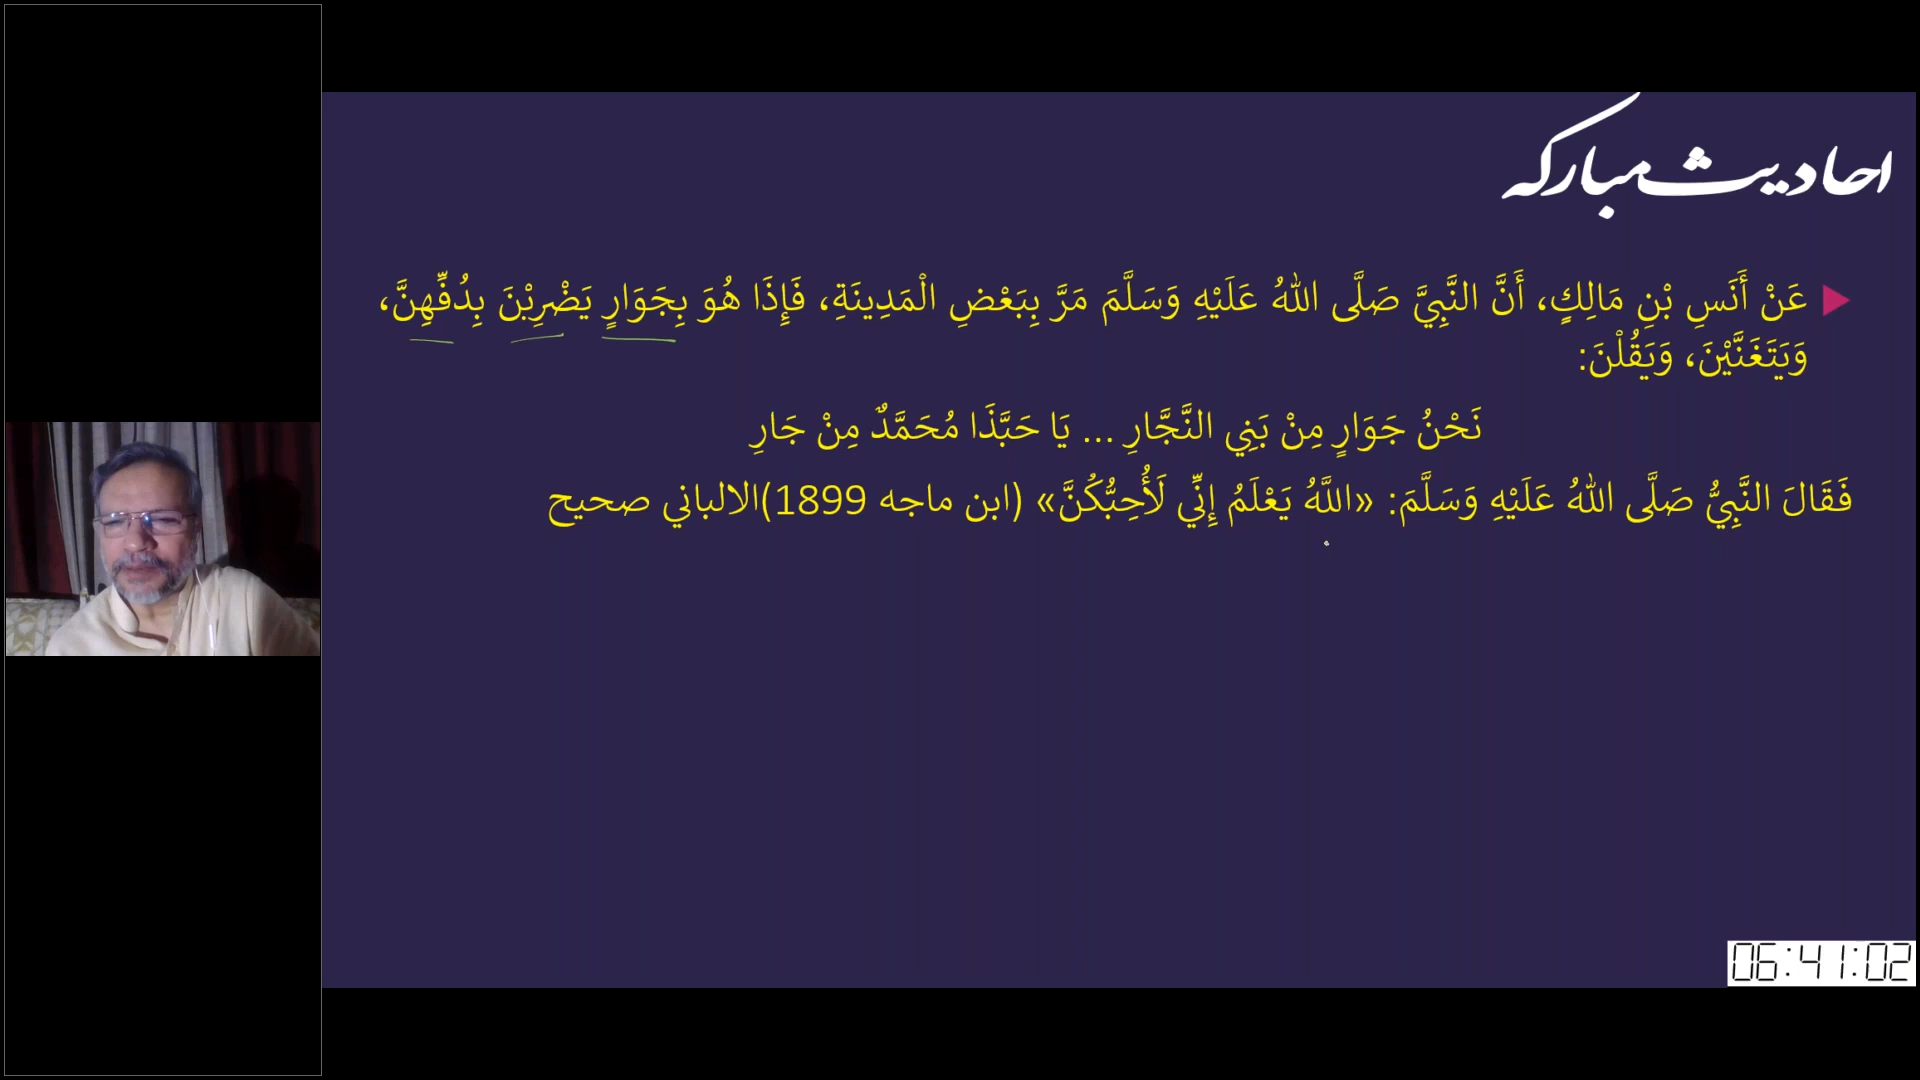 احادیث مبارکہ
عَنْ أَنَسِ بْنِ مَالِكٍ، أَنَّ النَّبِيَّ صَلَّى اللهُ عَلَيْهِ وَسَلَّمَ مَرَّ بِبَعْضِ الْمَدِينَةِ، فَإِذَا هُوَ بِجَوَارٍ يَضْرِبْنَ بِدُفِّهِنَّ،
وَيَتَغَنَّيْنَ، وَيَقُلْنَ:
نَحْنُ جَوَارٍ مِنْ بَنِي النَّجَّارِ ... يَا حَبَّذَا مُحَمَّدٌ مِنْ جَارِ
فَقَالَ النَّبِيُّ صَلَّى اللهُ عَلَيْهِ وَسَلَّمَ: «اللَّهُ يَعْلَمُ إِنِّي لَأُحِبُّكُنَّ» (ابن ماجه 1899)الالباني صحيح
06:41:02